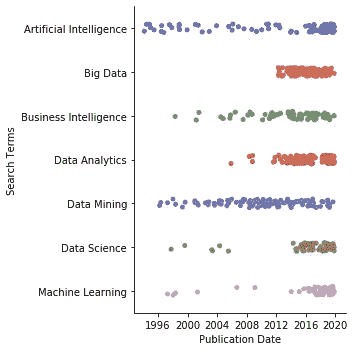 Artificial Intelligence
Big Data
Business Intelligence
Data Analytics
Data Mining
Data Science
Machine Learning
Search Terms
1996 2000 2004 2008 2012 2016 2020
Publication Date